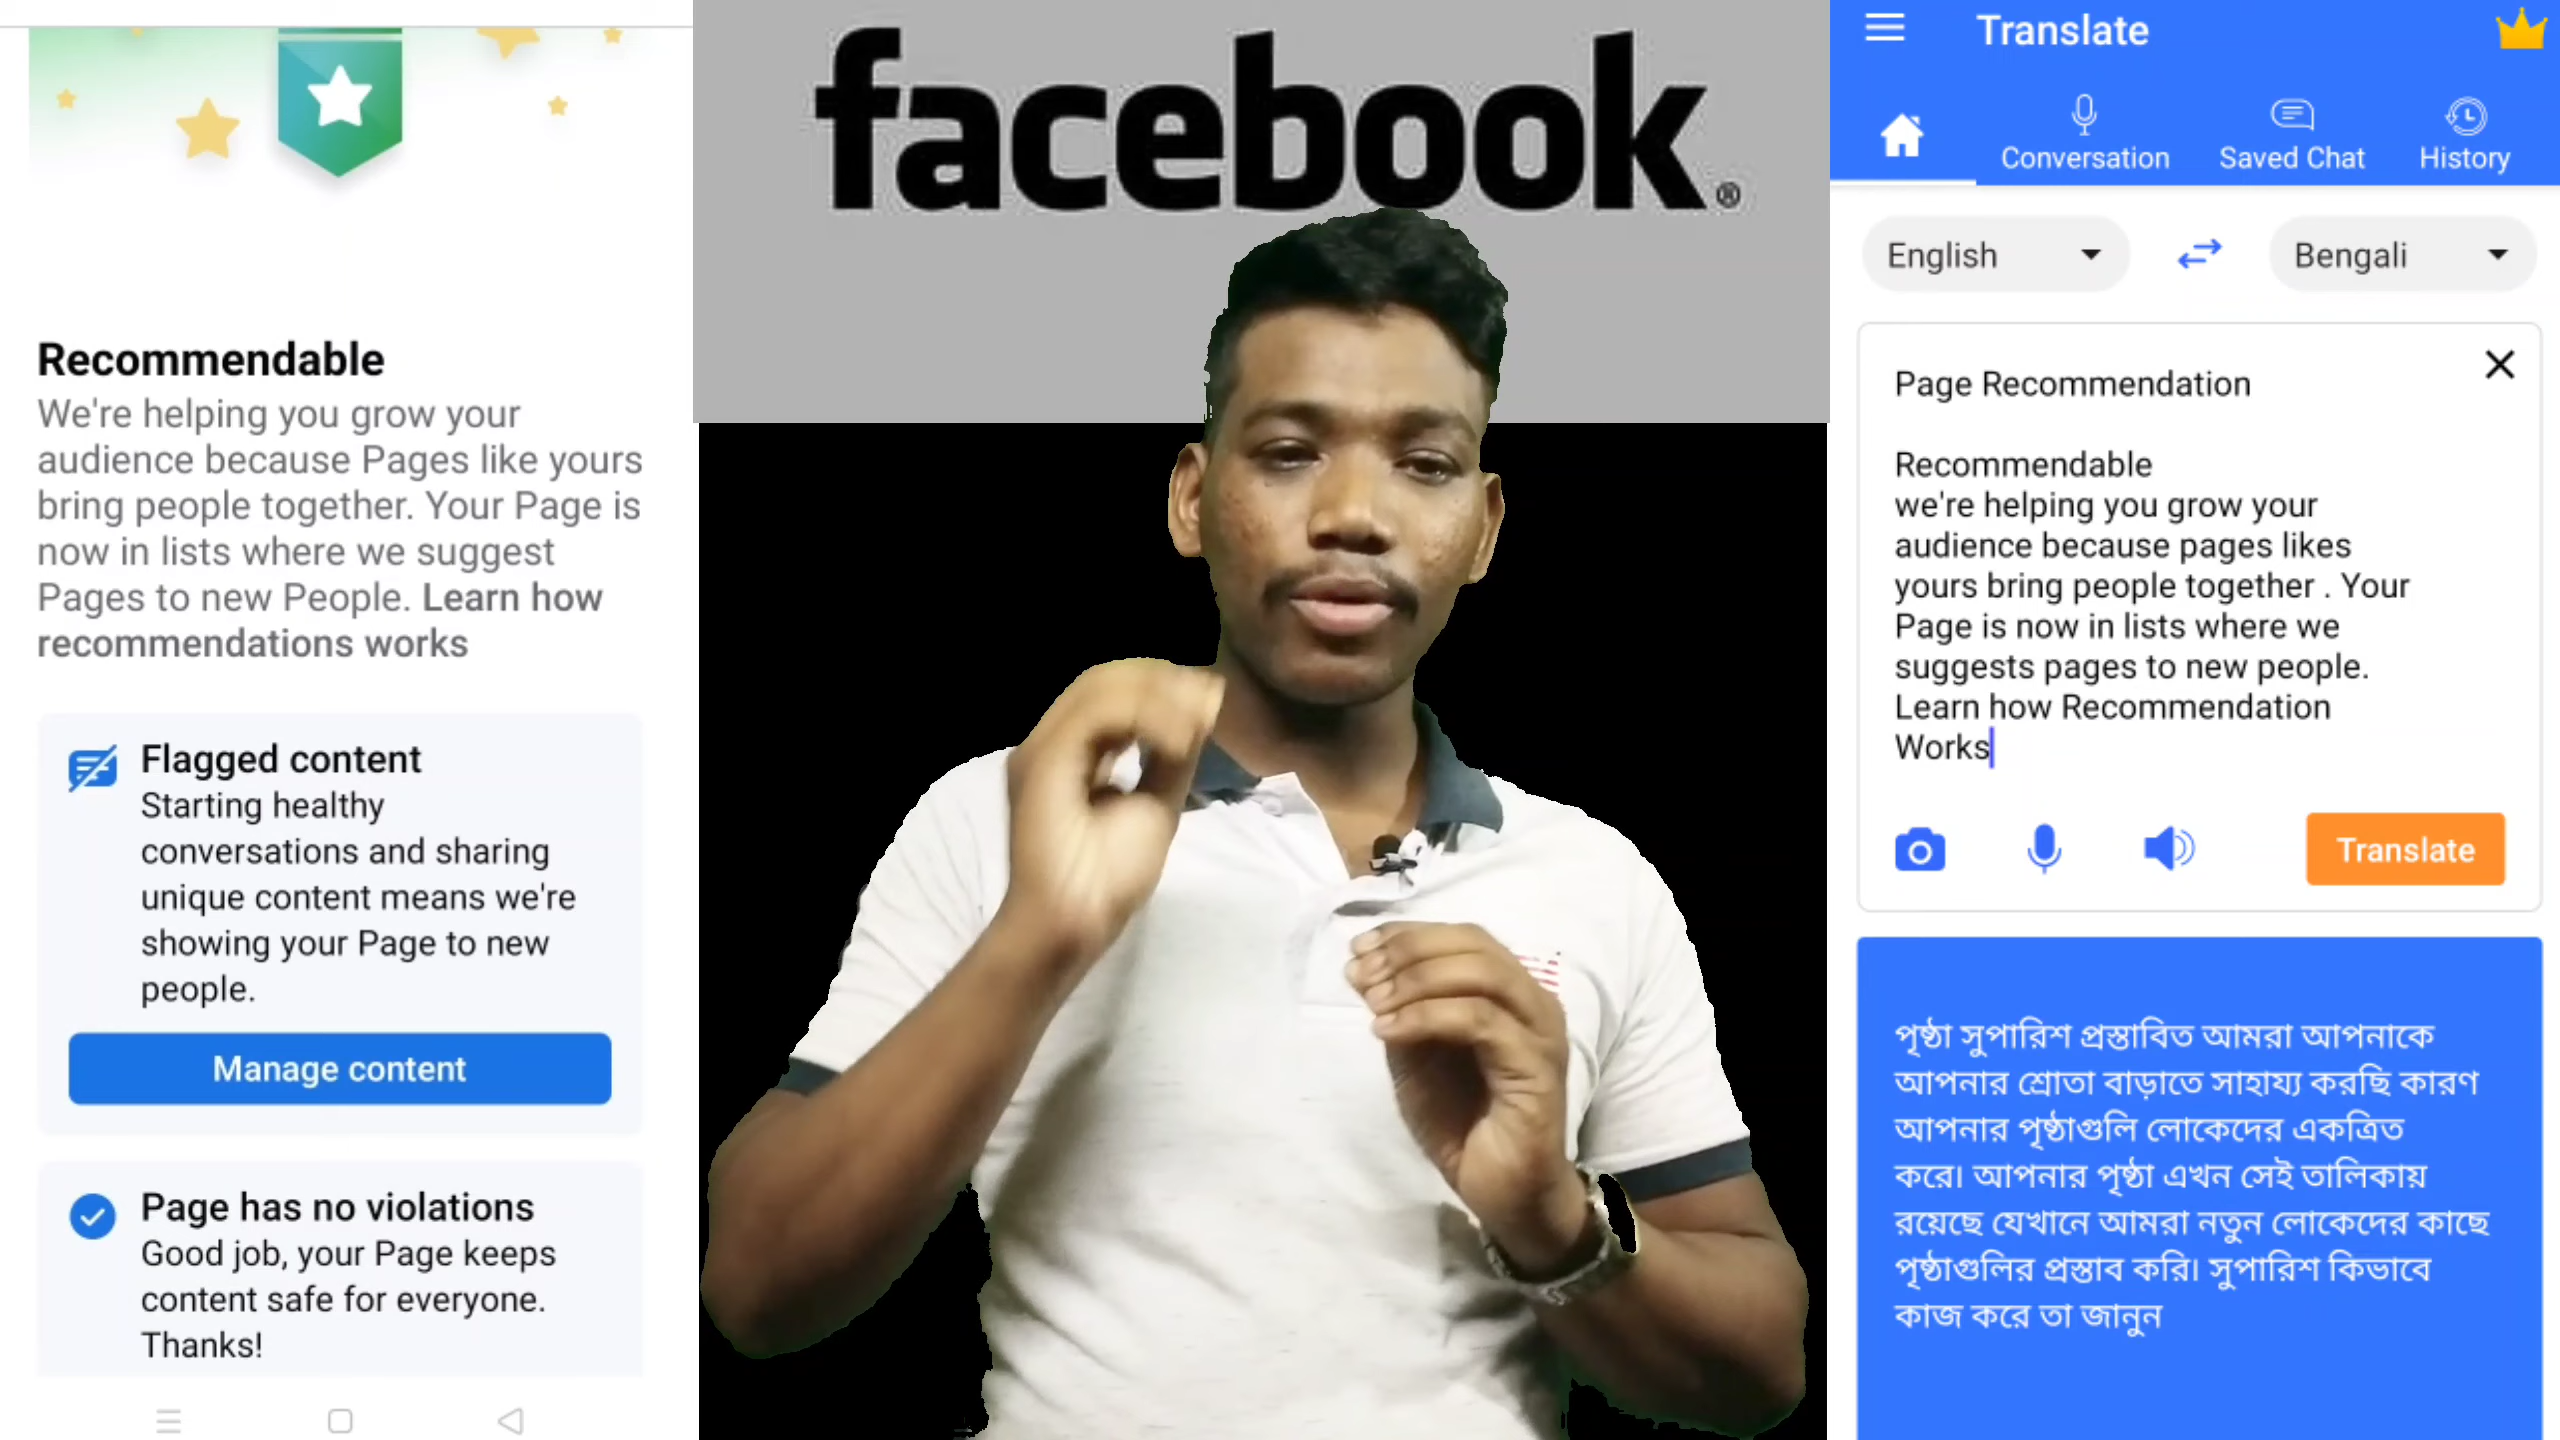 Recommendable
We're helping you grow your
audience because Pages like yours
bring people together. Your Page is
now in lists where we suggest
Pages to new People. Learn how
recommendations works
Flagged content
Starting healthy
conversations and sharing
unique content means we're
showing your Page to new
people.
Manage content
Page has no violations
Good job, your Page keeps
content safe for everyone.
Thanks!
facebook®
Translate
Conversation Saved Chat History
English Bengali
Page Recommendation
Recommendable
we're helping you grow your
audience because pages likes
yours bring people together . Your
Page is now in lists where we
suggests pages to new people.
Learn how Recommendation
Works
Translate
পৃষ্ঠা সুপারিশ প্রস্তাবিত আমরা আপনাকে
আপনার শ্রোতা বাড়াতে সাহায্য করছি কারণ
আপনার পৃষ্ঠাগুলি লোকেদের একত্রিত
করে। আপনার পৃষ্ঠা এখন সেই তালিকায়
রয়েছে যেখানে আমরা নতুন লোকেদের কাছে
পৃষ্ঠাগুলির প্রস্তাব করি। সুপারিশ কিভাবে
কাজ করে তা জানুন